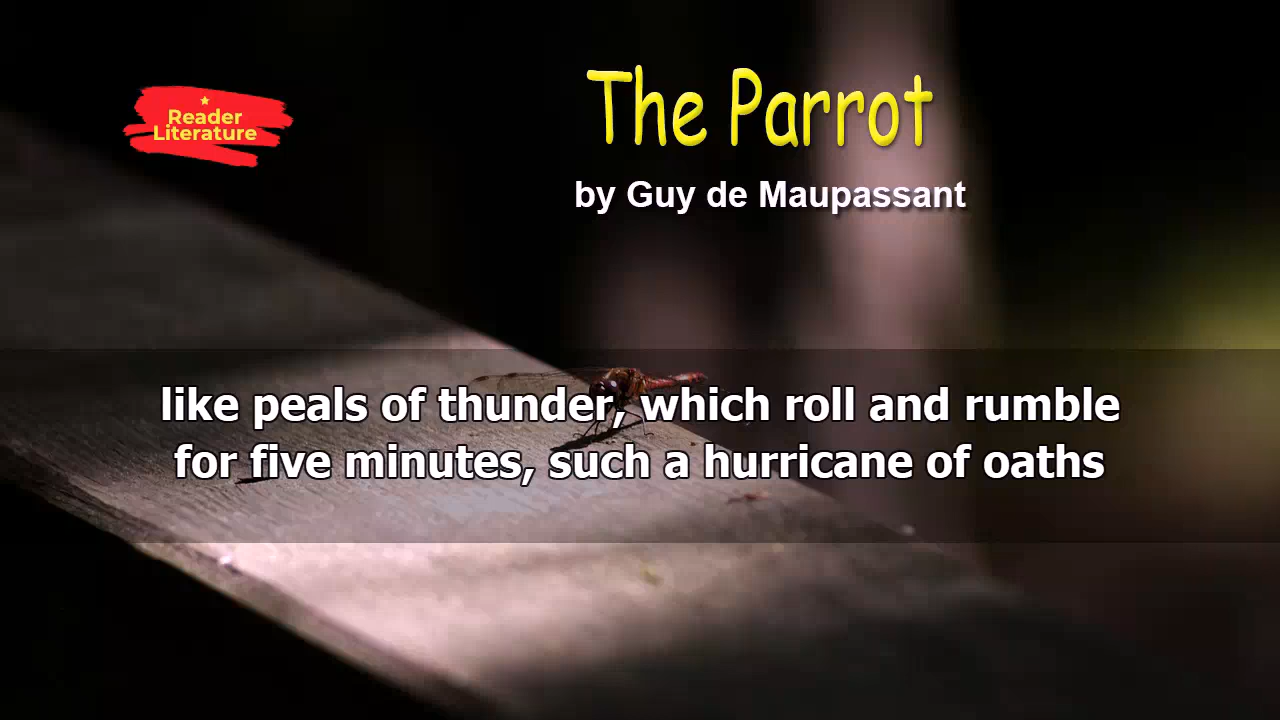 Reader
Literature
The Parrot
by Guy de Maupassant
like peals of thunder, which roll and rumble
for five minutes, such a hurricane of oaths